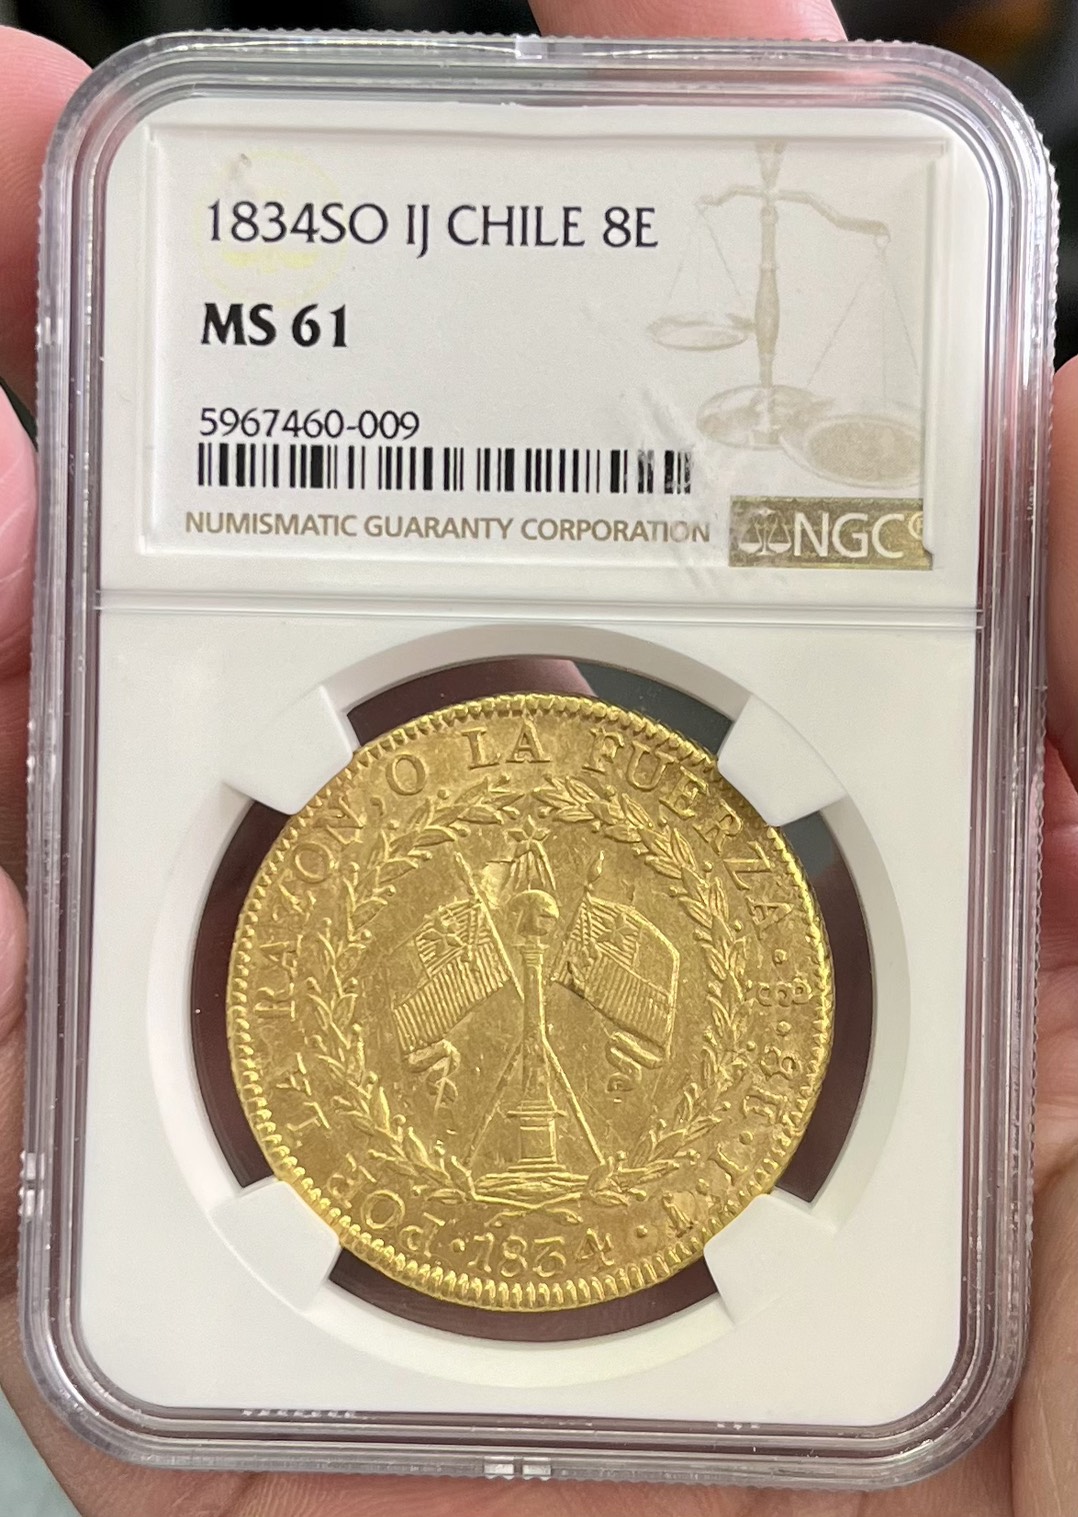 1834SO IJ CHILE 8E
MS 61
5967460-009
NUMISMATIC GUARANTY CORPORATION
NGC
POR LA RAZON, O LA FUERZA · 8 · E · I · J ·
· 1834 ·